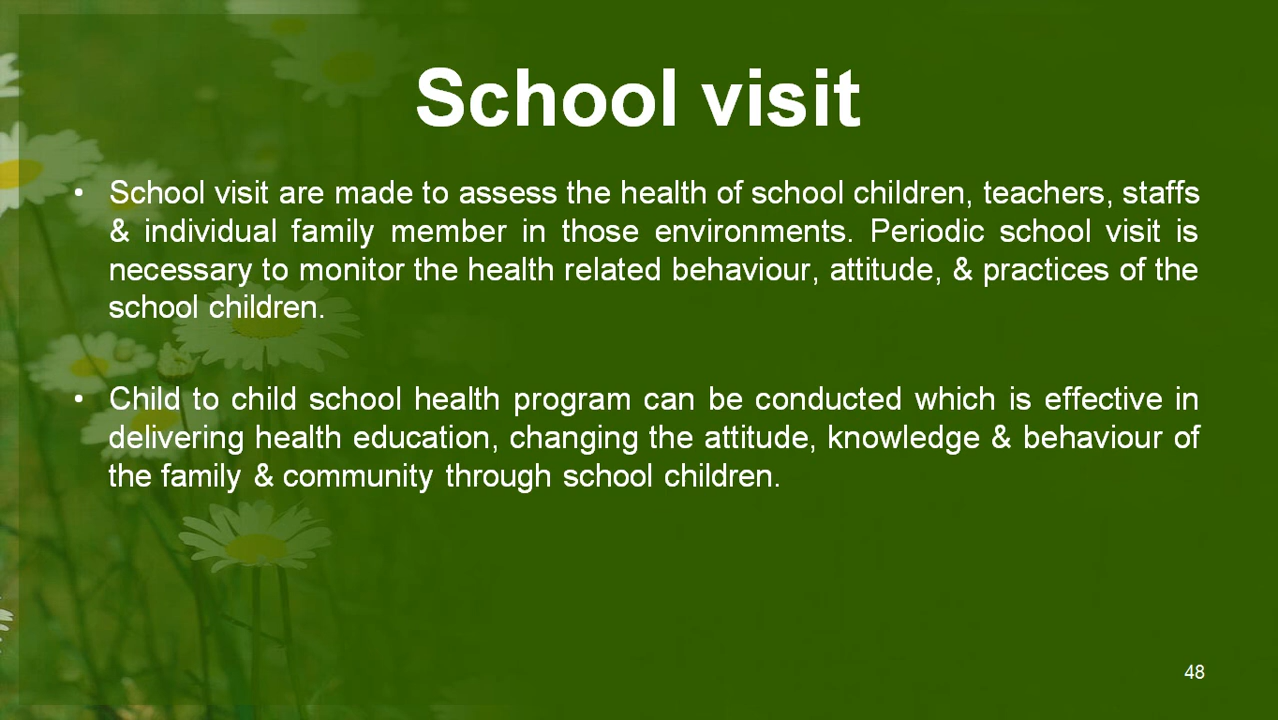 School visit
• School visit are made to assess the health of school children, teachers, staffs
& individual family member in those environments. Periodic school visit is
necessary to monitor the health related behaviour, attitude, & practices of the
school children.
• Child to child school health program can be conducted which is effective in
delivering health education, changing the attitude, knowledge & behaviour of
the family & community through school children.
48